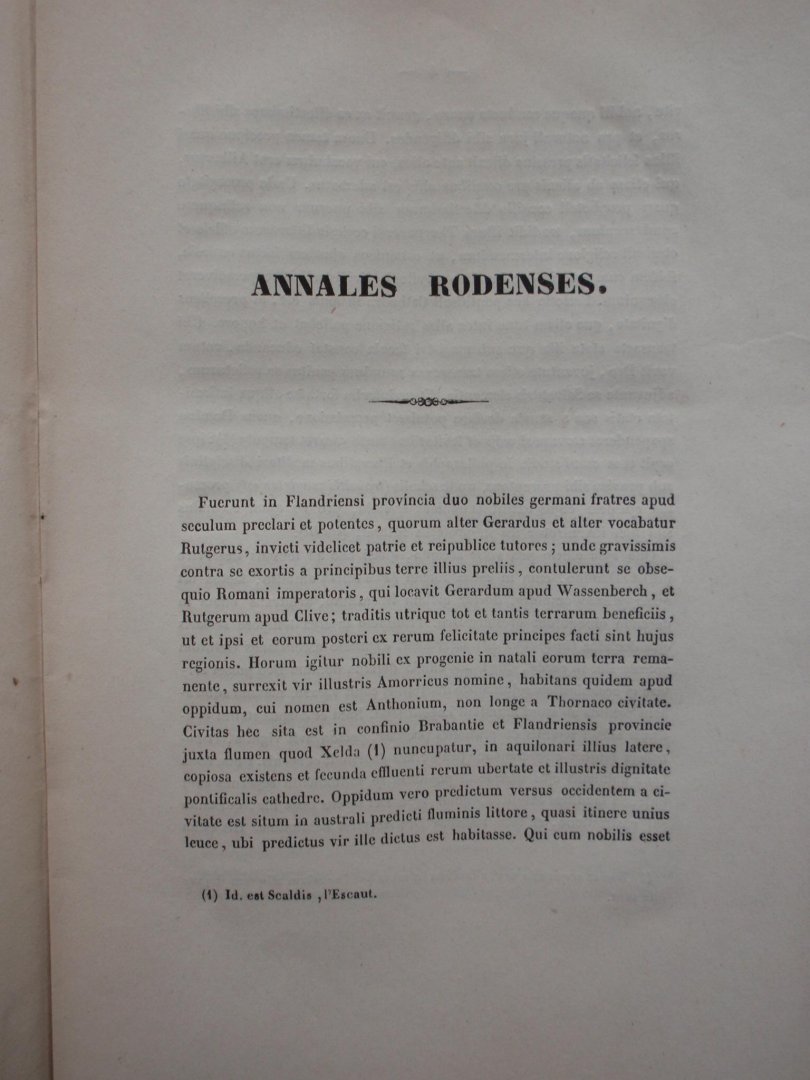 ANNALES RODENSES.
Fuerunt in Flandriensi provincia duo nobiles germani fratres apud
seculum preclari et potentes, quorum alter Gerardus et alter vocabatur
Rutgerus, invicti videlicet patrie et reipublice tutores; unde gravissimis
contra se exortis a principibus terre illius preliis, contulerunt se obse-
quio Romani imperatoris, qui locavit Gerardum apud Wassenberch, et
Rutgerum apud Clive; traditis utrique tot et tantis terrarum beneficiis,
ut et ipsi et eorum posteri ex rerum felicitate principes facti sint hujus
regionis. Horum igitur nobili ex progenie in natali eorum terra rema-
nente, surrexit vir illustris Amorricus nomine, habitans quidem apud
oppidum, cui nomen est Anthonium, non longe a Thornaco civitate.
Civitas hec sita est in confinio Brabantie et Flandriensis provincie
juxta flumen quod Xelda (1) nuncupatur, in aquilonari illius latere,
copiosa existens et fecunda effluenti rerum ubertate et illustris dignitate
pontificalis cathedre. Oppidum vero predictum versus occidentem a ci-
vitate est situm in australi predicti fluminis littore, quasi itinere unius
leuce, ubi predictus vir ille dictus est habitasse. Qui cum nobilis esset
(1) Id. est Scaldis, l'Escaut.